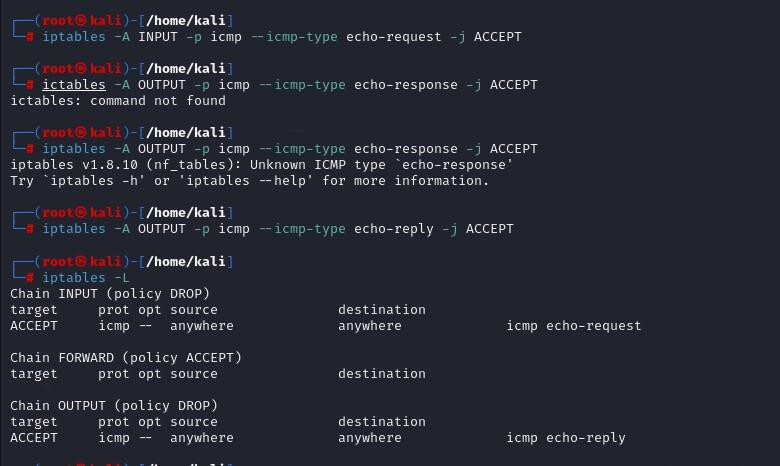 ┌──(root㉿kali)-[/home/kali]
└─# iptables -A INPUT -p icmp --icmp-type echo-request -j ACCEPT
┌──(root㉿kali)-[/home/kali]
└─# ictables -A OUTPUT -p icmp --icmp-type echo-response -j ACCEPT
ictables: command not found
┌──(root㉿kali)-[/home/kali]
└─# iptables -A OUTPUT -p icmp --icmp-type echo-response -j ACCEPT
iptables v1.8.10 (nf_tables): Unknown ICMP type `echo-response'
Try `iptables -h' or 'iptables --help' for more information.
┌──(root㉿kali)-[/home/kali]
└─# iptables -A OUTPUT -p icmp --icmp-type echo-reply -j ACCEPT
┌──(root㉿kali)-[/home/kali]
└─# iptables -L
Chain INPUT (policy DROP)
target     prot opt source               destination
ACCEPT     icmp --  anywhere             anywhere             icmp echo-request
Chain FORWARD (policy ACCEPT)
target     prot opt source               destination
Chain OUTPUT (policy DROP)
target     prot opt source               destination
ACCEPT     icmp --  anywhere             anywhere             icmp echo-reply